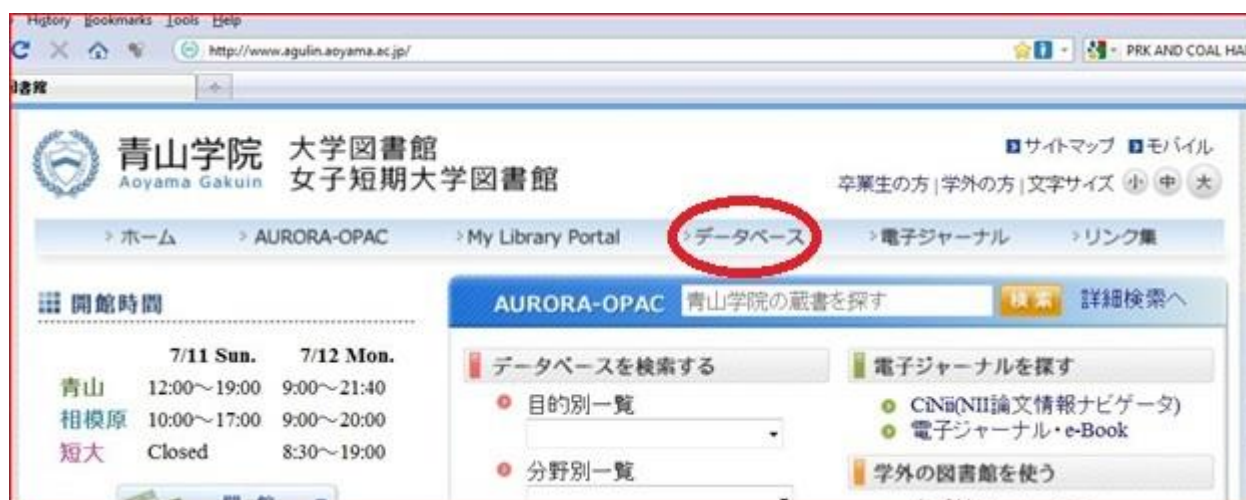 History Bookmarks Tools Help
http://www.agulin.aoyama.ac.jp/
PRK AND COAL HA
書館
青山学院 大学図書館
Aoyama Gakuin 女子短期大学図書館
サイトマップ モバイル
卒業生の方 | 学外の方 | 文字サイズ 小 中 大
ホーム AURORA-OPAC My Library Portal データベース 電子ジャーナル リンク集
開館時間
7/11 Sun. 7/12 Mon.
青山 12:00~19:00 9:00~21:40
相模原 10:00~17:00 9:00~20:00
短大 Closed 8:30~19:00
AURORA-OPAC 青山学院の蔵書を探す 検索 詳細検索へ
データベースを検索する
目的別一覧
分野別一覧
電子ジャーナルを探す
CiNii(NII論文情報ナビゲータ)
電子ジャーナル・e-Book
学外の図書館を使う